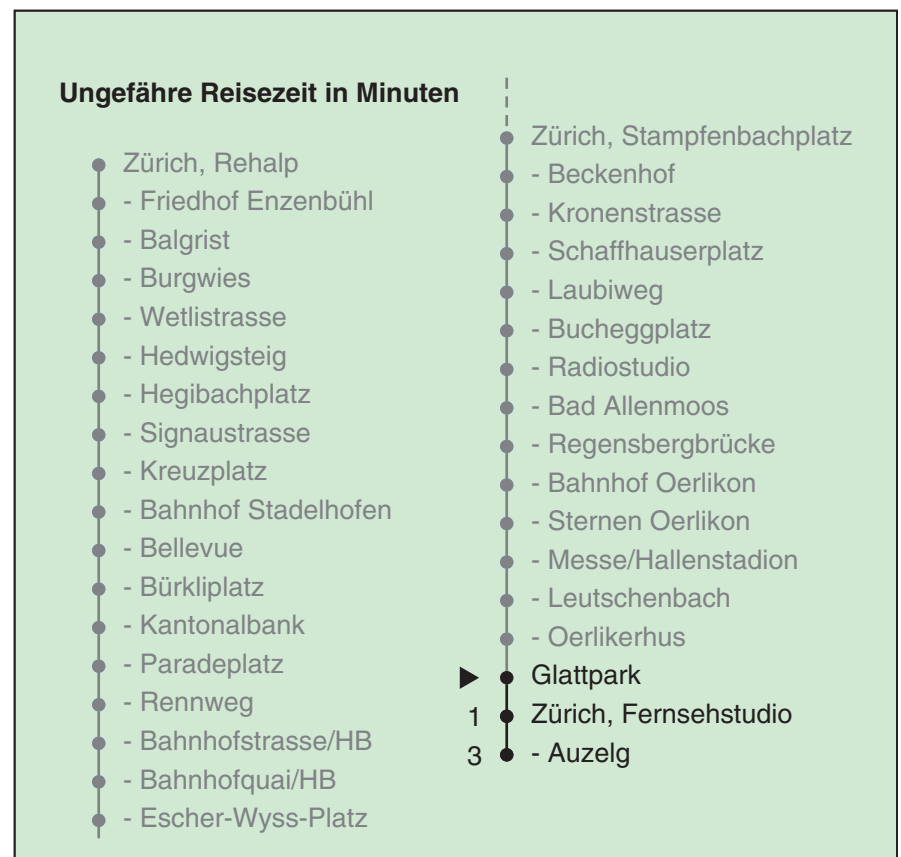 Ungefähre Reisezeit in Minuten
Zürich, Rehalp
- Friedhof Enzenbühl
- Balgrist
- Burgwies
- Wetlistrasse
- Hedwigsteig
- Hegibachplatz
- Signaustrasse
- Kreuzplatz
- Bahnhof Stadelhofen
- Bellevue
- Bürkliplatz
- Kantonalbank
- Paradeplatz
- Rennweg
- Bahnhofstrasse/HB
- Bahnhofquai/HB
- Escher-Wyss-Platz
Zürich, Stampfenbachplatz
- Beckenhof
- Kronenstrasse
- Schaffhauserplatz
- Laubiweg
- Bucheggplatz
- Radiostudio
- Bad Allenmoos
- Regensbergbrücke
- Bahnhof Oerlikon
- Sternen Oerlikon
- Messe/Hallenstadion
- Leutschenbach
- Oerlikerhus
Glattpark
1 Zürich, Fernsehstudio
3 - Auzelg